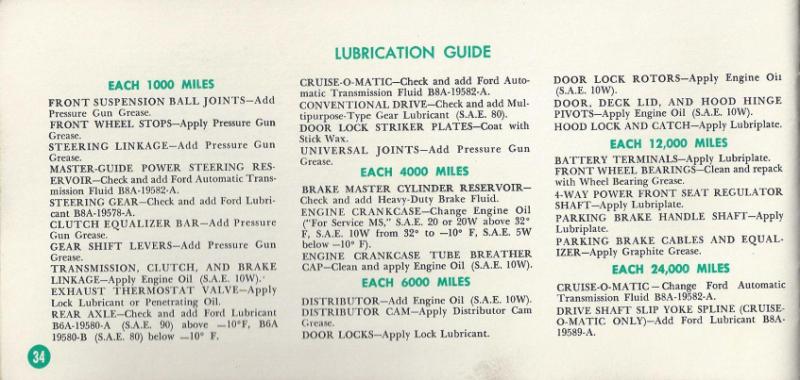 LUBRICATION GUIDE
EACH 1000 MILES
FRONT SUSPENSION BALL JOINTS—Add
Pressure Gun Grease.
FRONT WHEEL STOPS—Apply Pressure Gun
Grease.
STEERING LINKAGE—Add Pressure Gun
Grease.
MASTER-GUIDE POWER STEERING RES-
ERVOIR—Check and add Ford Automatic Trans-
mission Fluid B8A-19582-A.
STEERING GEAR—Check and add Ford Lubri-
cant B8A-19578-A.
CLUTCH EQUALIZER BAR—Add Pressure
Gun Grease.
GEAR SHIFT LEVERS—Add Pressure Gun
Grease.
TRANSMISSION, CLUTCH, AND BRAKE
LINKAGE—Apply Engine Oil (S.A.E. 10W).
EXHAUST THERMOSTAT VALVE—Apply
Lock Lubricant or Penetrating Oil.
REAR AXLE—Check and add Ford Lubricant
B6A-19580-A (S.A.E. 90) above —10°F, B6A
19580-B (S.A.E. 80) below —10° F.
34
CRUISE-O-MATIC—Check and add Ford Auto-
matic Transmission Fluid B8A-19582-A.
CONVENTIONAL DRIVE—Check and add Mul-
tipurpose-Type Gear Lubricant (S.A.E. 80).
DOOR LOCK STRIKER PLATES—Coat with
Stick Wax.
UNIVERSAL JOINTS—Add Pressure Gun
Grease.
EACH 4000 MILES
BRAKE MASTER CYLINDER RESERVOIR—
Check and add Heavy-Duty Brake Fluid.
ENGINE CRANKCASE—Change Engine Oil
("For Service MS," S.A.E. 20 or 20W above 32°
F, S.A.E. 10W from 32° to —10° F, S.A.E. 5W
below —10° F).
ENGINE CRANKCASE TUBE BREATHER
CAP—Clean and apply Engine Oil (S.A.E. 10W).
EACH 6000 MILES
DISTRIBUTOR—Add Engine Oil (S.A.E. 10W).
DISTRIBUTOR CAM—Apply Distributor Cam
Grease.
DOOR LOCKS—Apply Lock Lubricant.
DOOR LOCK ROTORS—Apply Engine Oil
(S.A.E. 10W).
DOOR, DECK LID, AND HOOD HINGE
PIVOTS—Apply Engine Oil (S.A.E. 10W).
HOOD LOCK AND CATCH—Apply Lubriplate.
EACH 12,000 MILES
BATTERY TERMINALS—Apply Lubriplate.
FRONT WHEEL BEARINGS—Clean and repack
with Wheel Bearing Grease.
4-WAY POWER FRONT SEAT REGULATOR
SHAFT—Apply Lubriplate.
PARKING BRAKE HANDLE SHAFT—Apply
Lubriplate.
PARKING BRAKE CABLES AND EQUAL-
IZER—Apply Graphite Grease.
EACH 24,000 MILES
CRUISE-O-MATIC—Change Ford Automatic
Transmission Fluid B8A-19582-A.
DRIVE SHAFT SLIP YOKE SPLINE (CRUISE-
O-MATIC ONLY)—Add Ford Lubricant B8A-
19589-A.